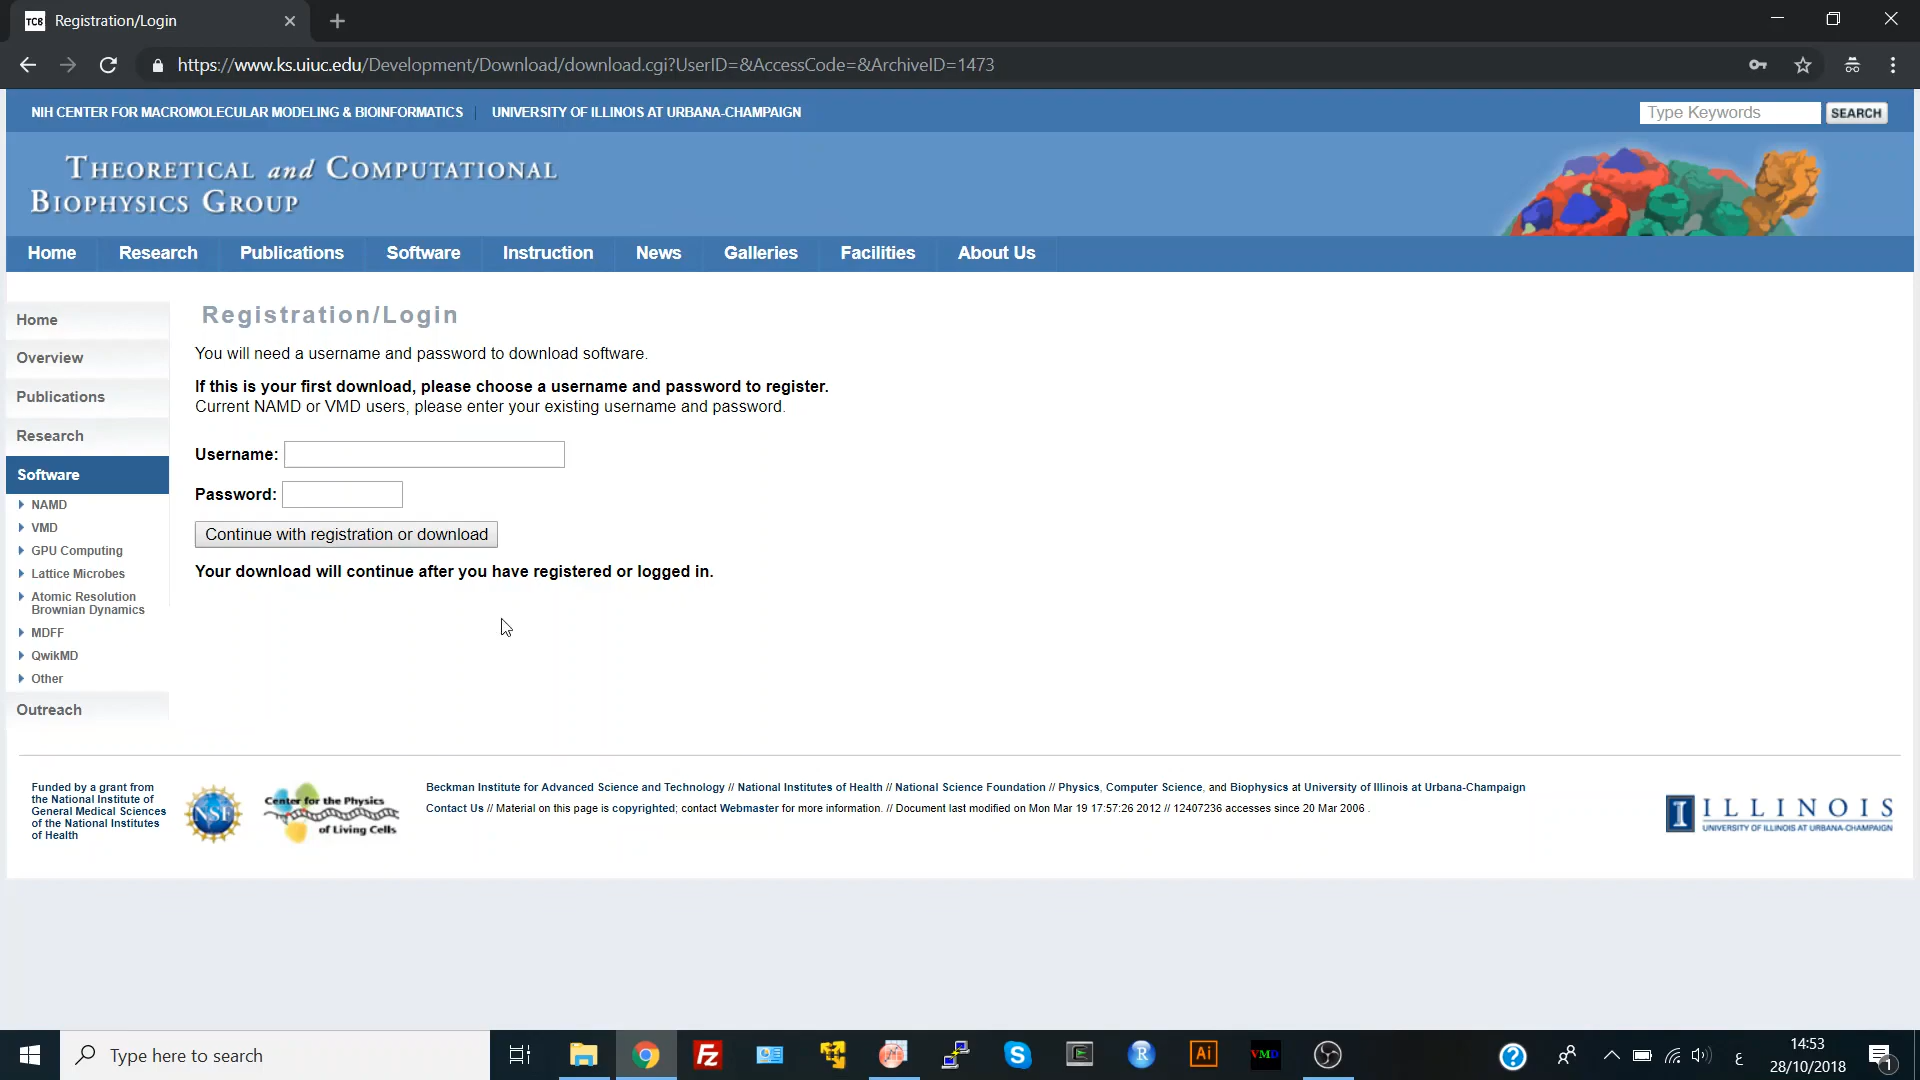 TCB Registration/Login
https://www.ks.uiuc.edu/Development/Download/download.cgi?UserID=&AccessCode=&ArchiveID=1473
NIH CENTER FOR MACROMOLECULAR MODELING & BIOINFORMATICS UNIVERSITY OF ILLINOIS AT URBANA-CHAMPAIGN
Type Keywords SEARCH
THEORETICAL and COMPUTATIONAL
BIOPHYSICS GROUP
Home Research Publications Software Instruction News Galleries Facilities About Us
Home
Overview
Publications
Research
Software
NAMD
VMD
GPU Computing
Lattice Microbes
Atomic Resolution
Brownian Dynamics
MDFF
QwikMD
Other
Outreach
Registration/Login
You will need a username and password to download software.
If this is your first download, please choose a username and password to register.
Current NAMD or VMD users, please enter your existing username and password.
Username:
Password:
Continue with registration or download
Your download will continue after you have registered or logged in.
Funded by a grant from
the National Institute of
General Medical Sciences
of the National Institutes
of Health
NSF
Center for the Physics
of Living Cells
Beckman Institute for Advanced Science and Technology // National Institutes of Health // National Science Foundation // Physics, Computer Science, and Biophysics at University of Illinois at Urbana-Champaign
Contact Us // Material on this page is copyrighted; contact Webmaster for more information. // Document last modified on Mon Mar 19 17:57:26 2012 // 12407236 accesses since 20 Mar 2006 .
I ILLINOIS
UNIVERSITY OF ILLINOIS AT URBANA-CHAMPAIGN
Type here to search
Fz
S
R
Ai
VMD
?
ع
14:53
28/10/2018
1